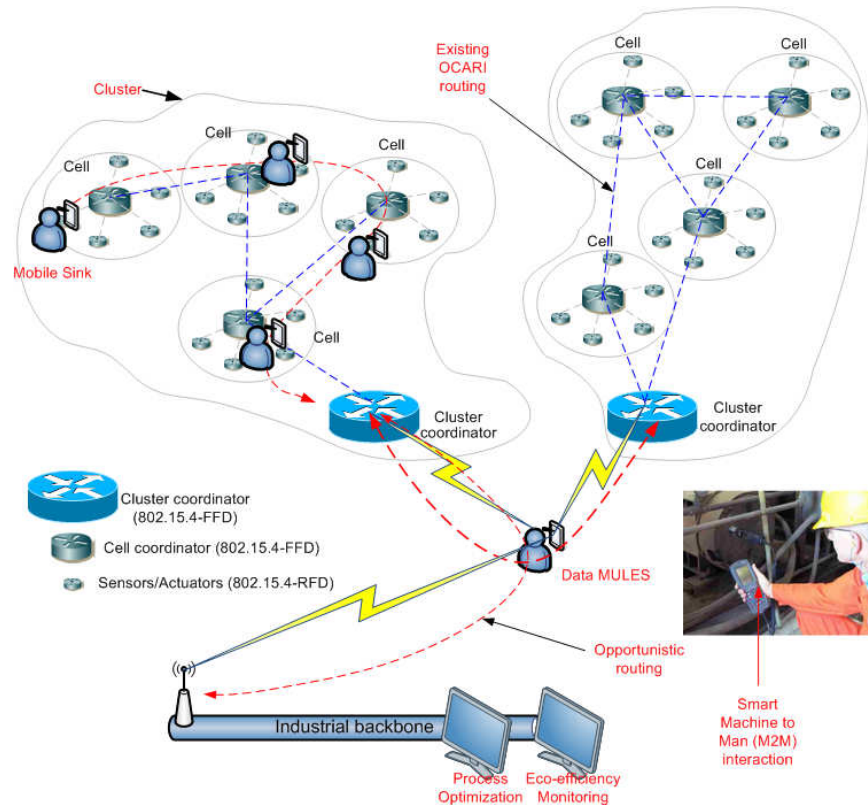 Cell
Cell
Existing
OCARI
routing
Cluster
Cell
Cell
Cell
Cell
Mobile Sink
Cell
Cell
Cluster
coordinator
Cluster
coordinator
Cluster coordinator
(802.15.4-FFD)
Cell coordinator (802.15.4-FFD)
Sensors/Actuators (802.15.4-RFD)
Data MULES
Opportunistic
routing
Smart
Machine to
Man (M2M)
interaction
Industrial backbone
Process
Optimization
Eco-efficiency
Monitoring